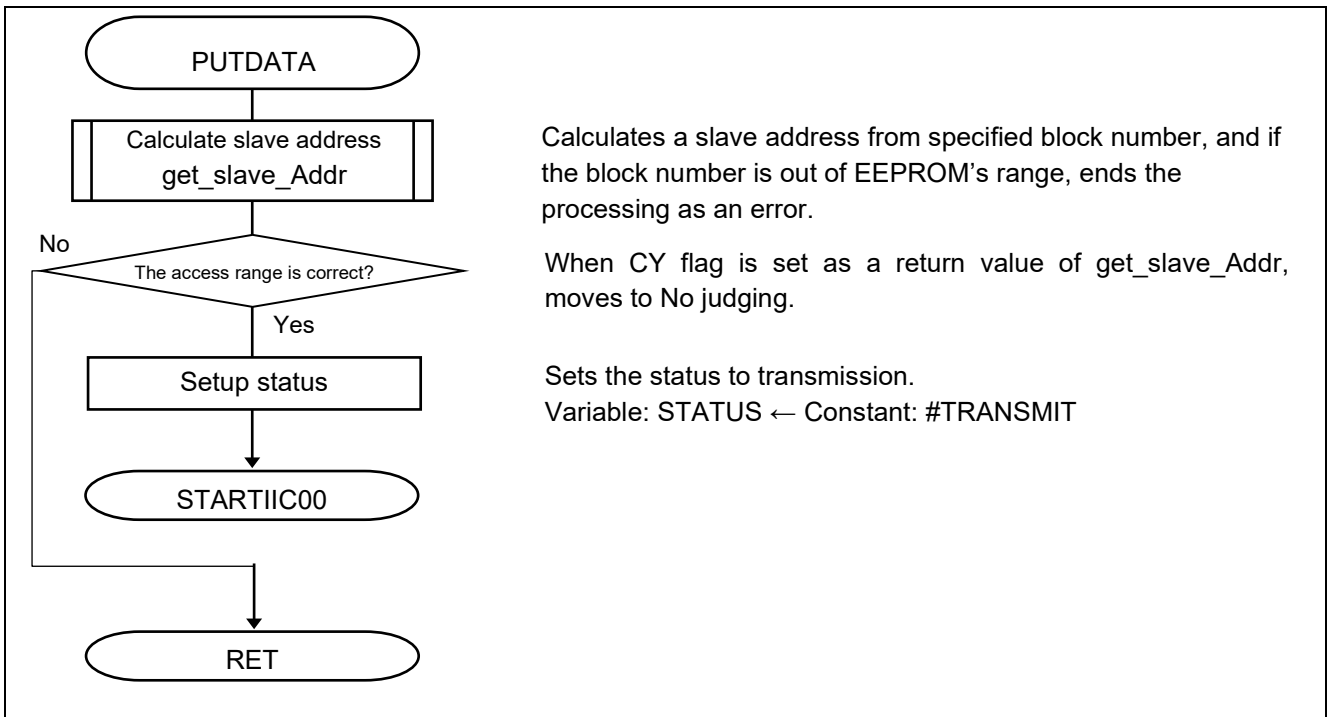 PUTDATA
Calculate slave address
get_slave_Addr
Calculates a slave address from specified block number, and if
the block number is out of EEPROM’s range, ends the
processing as an error.
No
The access range is correct?
When CY flag is set as a return value of get_slave_Addr,
moves to No judging.
Yes
Setup status
Sets the status to transmission.
Variable: STATUS ← Constant: #TRANSMIT
STARTIIC00
RET